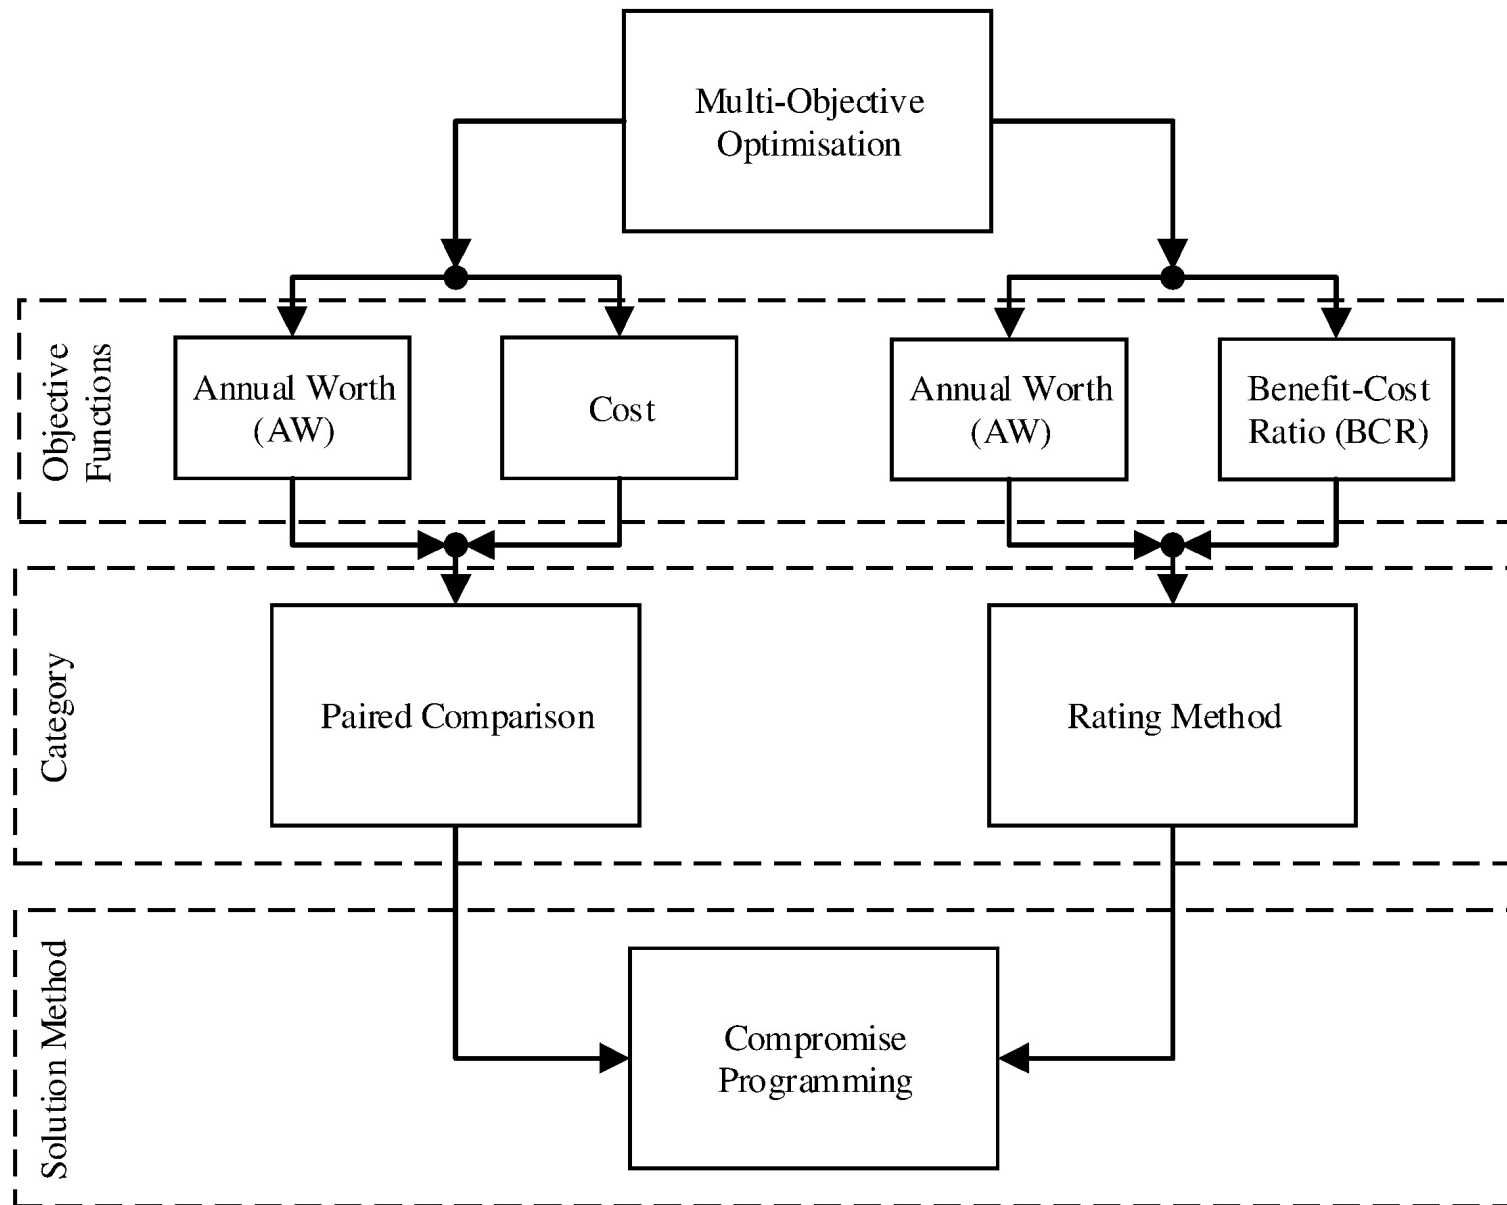 Multi-Objective
Optimisation
Objective
Functions
Annual Worth
(AW)
Cost
Annual Worth
(AW)
Benefit-Cost
Ratio (BCR)
Category
Paired Comparison
Rating Method
Solution Method
Compromise
Programming